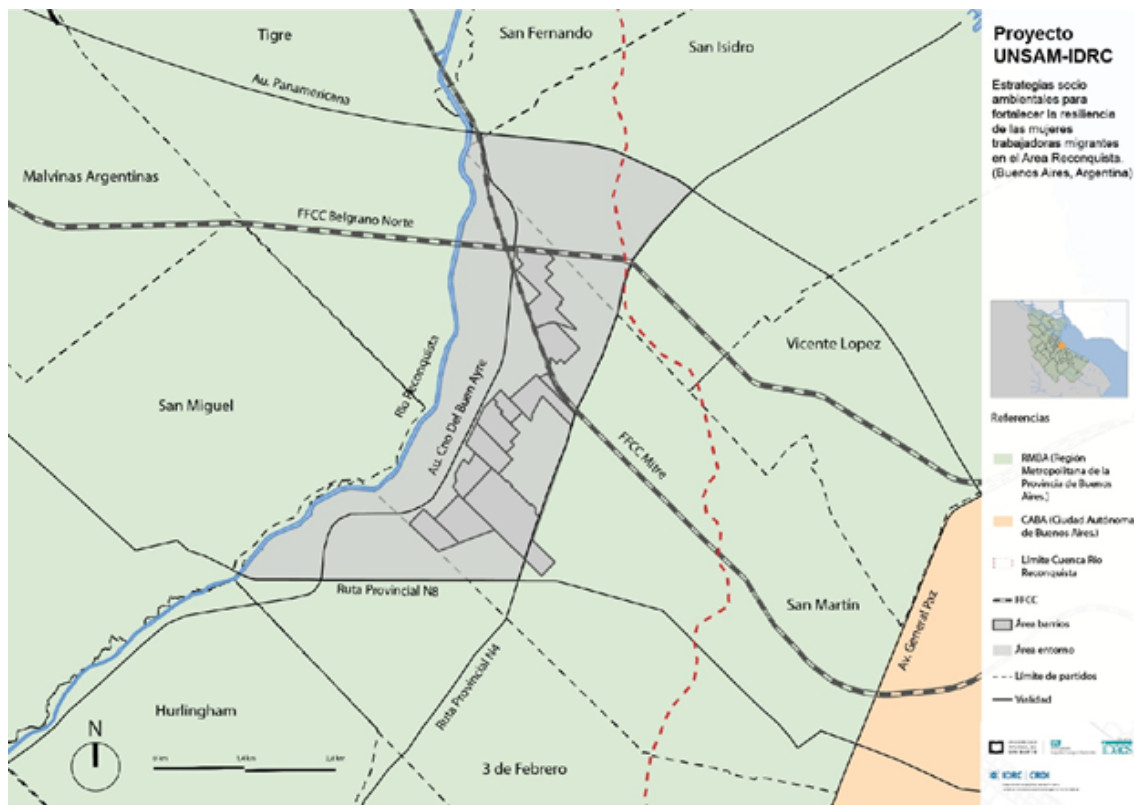 Tigre
San Fernando
San Isidro
Au. Panamericana
Malvinas Argentinas
FFCC Belgrano Norte
Río Reconquista
Au. Cno Del Buen Ayre
Vicente Lopez
San Miguel
FFCC Mitre
Ruta Provincial N8
San Martín
Av. General Paz
Ruta Provincial N4
Hurlingham
3 de Febrero
N
0 km
Proyecto
UNSAM-IDRC
Estrategias socio
ambientales para
fortalecer la resiliencia
de las mujeres
trabajadoras migrantes
en el Area Reconquista.
(Buenos Aires, Argentina)
Referencias
RMBA (Región
Metropolitana de la
Provincia de Buenos
Aires.)
CABA (Ciudad Autónoma
de Buenos Aires.)
Límite Cuenca Río
Reconquista
FFCC
Área barrios
Área entorno
Límite de partidos
Vialidad
IDRC | CRDI